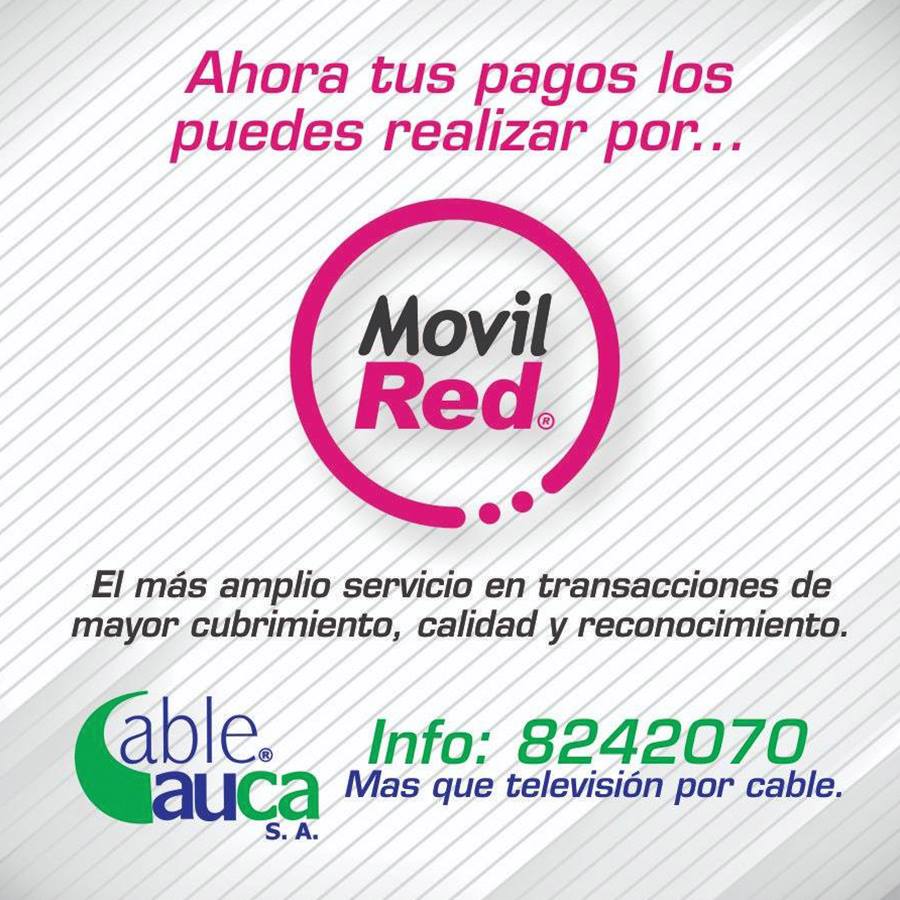 Ahora tus pagos los
puedes realizar por...
Movil
Red®
El más amplio servicio en transacciones de
mayor cubrimiento, calidad y reconocimiento.
Cable®
Cauca
S. A.
Info: 8242070
Mas que televisión por cable.